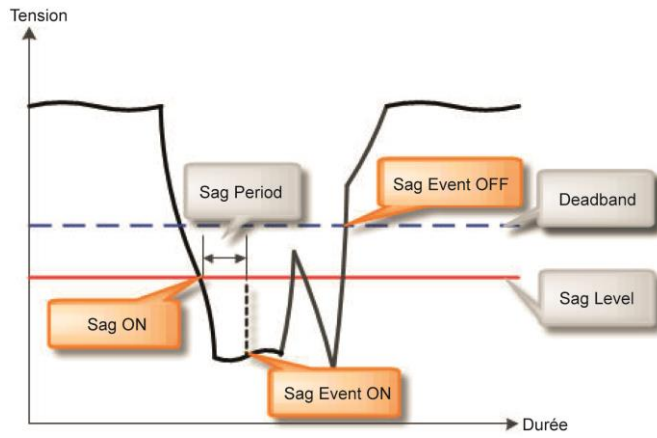 Tension
Sag Period
Sag Event OFF
Deadband
Sag ON
Sag Level
Sag Event ON
Durée